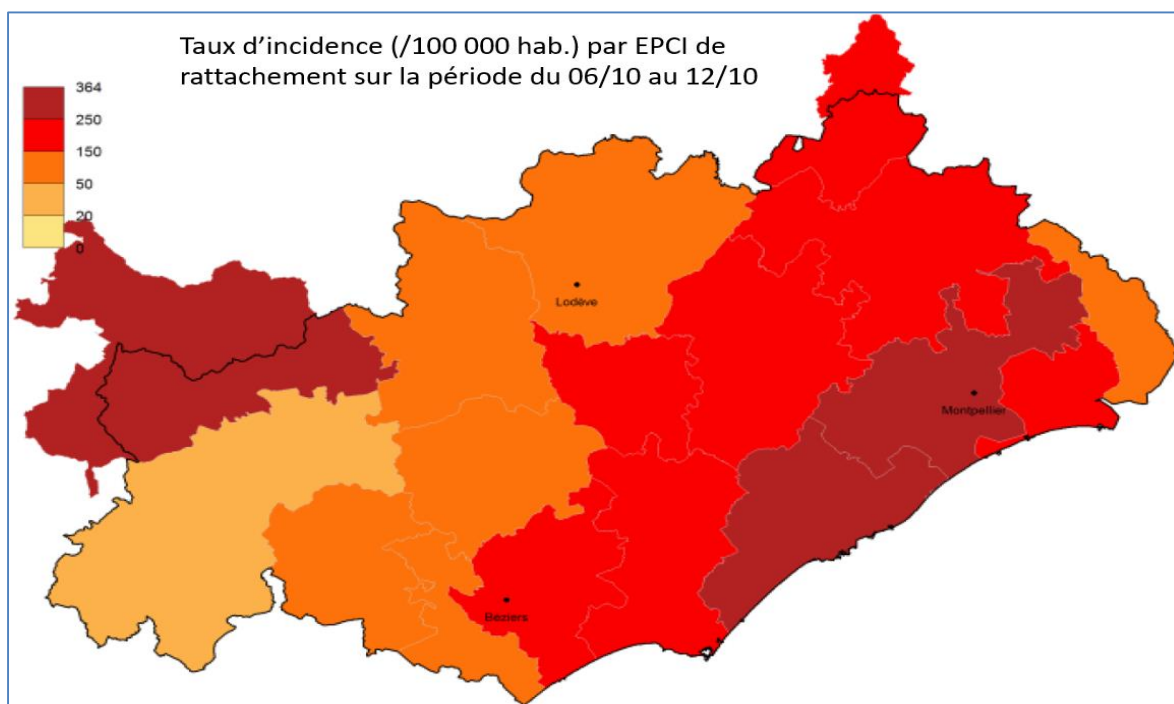 Taux d’incidence (/100 000 hab.) par EPCI de
rattachement sur la période du 06/10 au 12/10
364
250
150
50
20
0
Lodève
Montpellier
Béziers